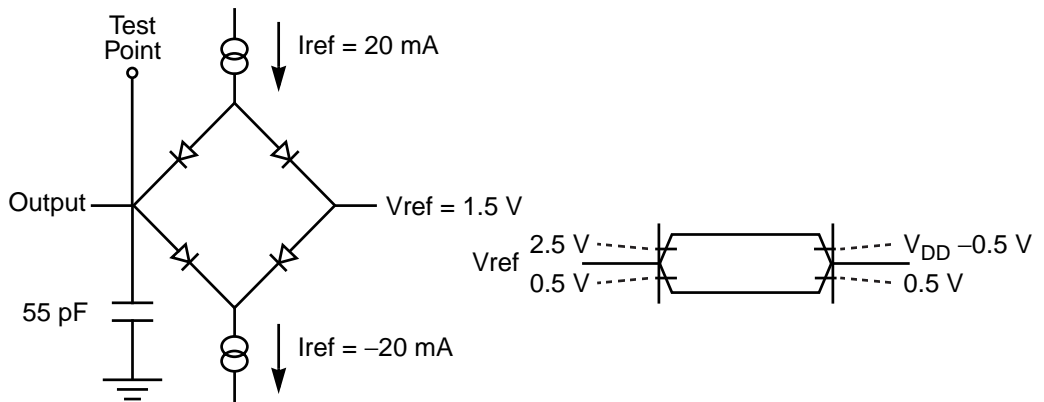 Test
Point
Iref = 20 mA
Output
Vref = 1.5 V
55 pF
Iref = −20 mA
Vref
2.5 V
0.5 V
VDD −0.5 V
0.5 V